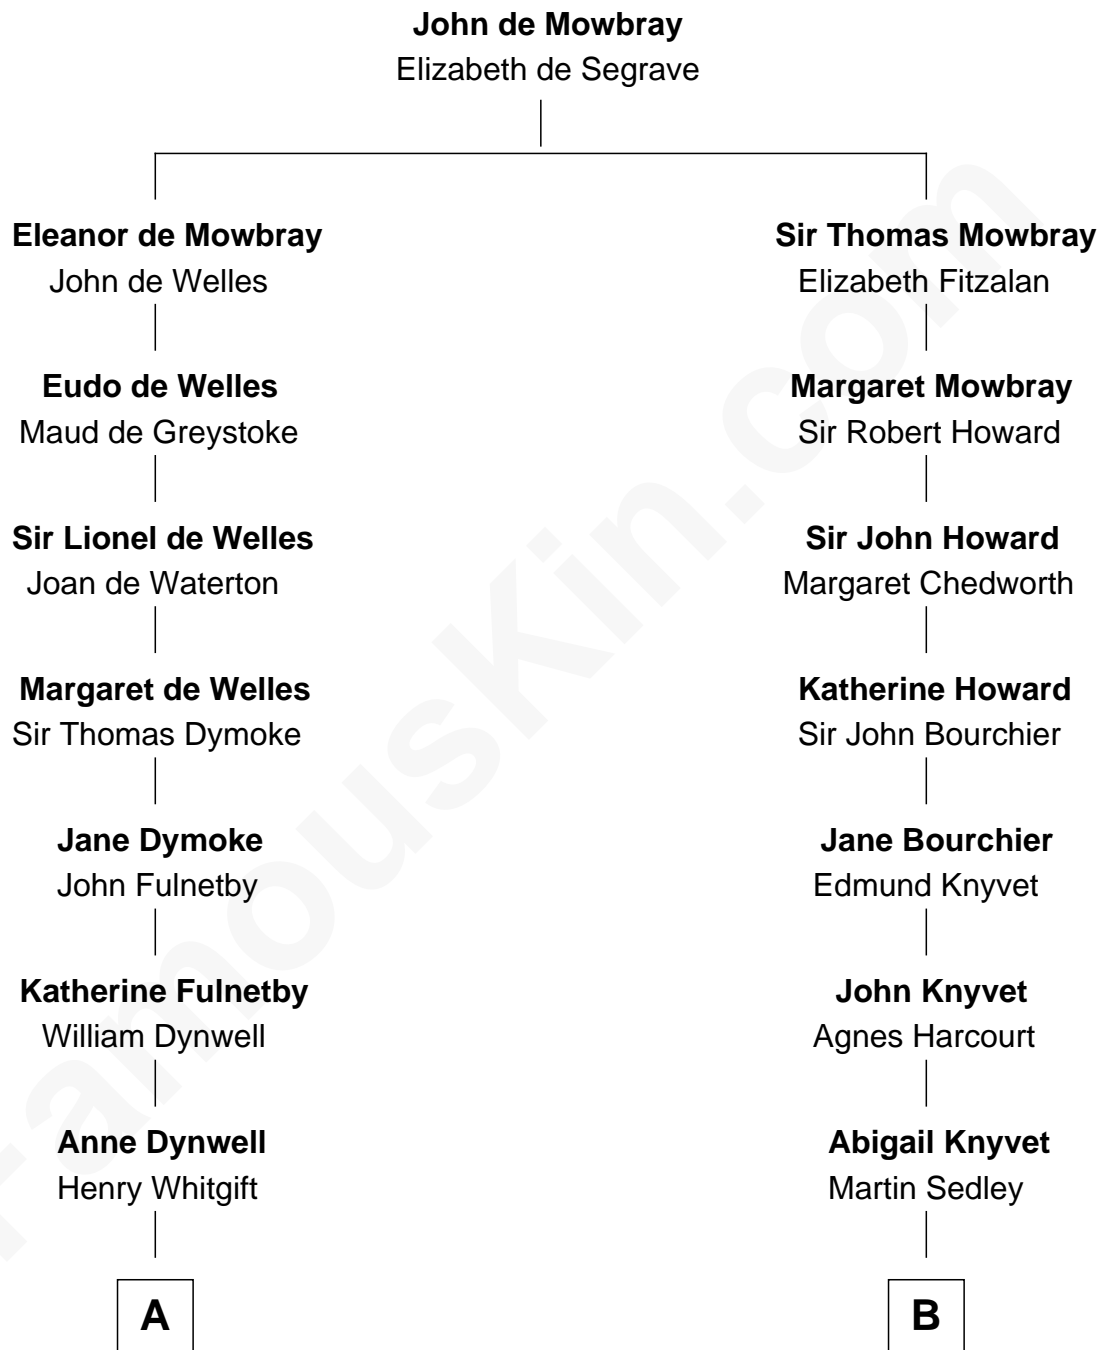 John de Mowbray
Elizabeth de Segrave
Eleanor de Mowbray
John de Welles
Eudo de Welles
Maud de Greystoke
Sir Lionel de Welles
Joan de Waterton
Margaret de Welles
Sir Thomas Dymoke
Jane Dymoke
John Fulnetby
Katherine Fulnetby
William Dynwell
Anne Dynwell
Henry Whitgift
A
Sir Thomas Mowbray
Elizabeth Fitzalan
Margaret Mowbray
Sir Robert Howard
Sir John Howard
Margaret Chedworth
Katherine Howard
Sir John Bourchier
Jane Bourchier
Edmund Knyvet
John Knyvet
Agnes Harcourt
Abigail Knyvet
Martin Sedley
B
FamousKin.com